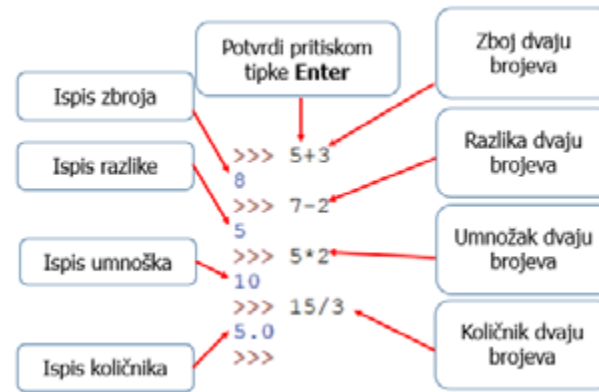 Potvrdi pritiskom
tipke Enter
Zboj dvaju
brojeva
Ispis zbroja
Ispis razlike
Ispis umnoška
Ispis količnika
>>> 5+3
8
>>> 7-2
5
>>> 5*2
10
>>> 15/3
5.0
>>>
Razlika dvaju
brojeva
Umnožak dvaju
brojeva
Količnik dvaju
brojeva